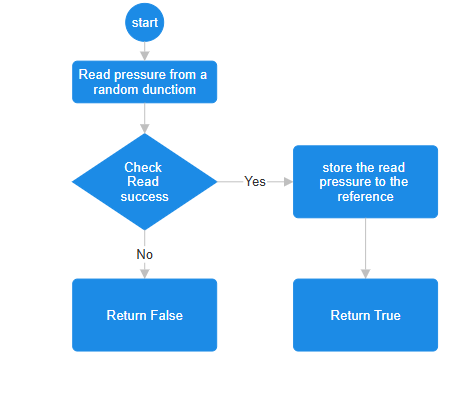 start
Read pressure from a
random dunctiom
Check
Read
success
Yes
store the read
pressure to the
reference
No
Return False
Return True